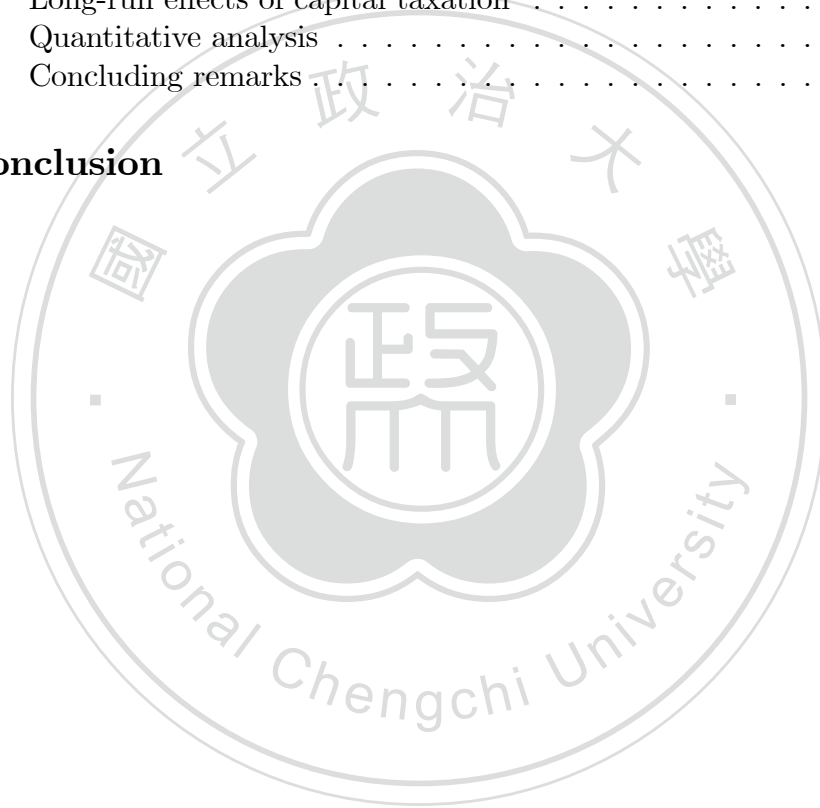 Long-run effects of capital taxation . . . . . . . . . . . .
Quantitative analysis . . . . . . . . . . . . . . . . . . . .
Concluding remarks . . . . . . . . . . . . . . . . . . . . .
onclusion
國立政治大學
National Chengchi University
政